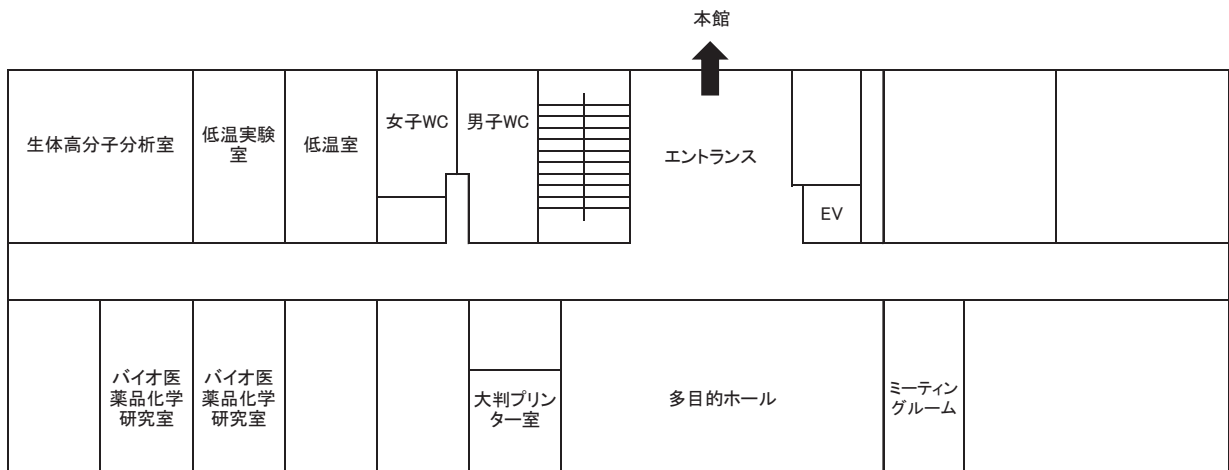 本館
生体高分子分析室
低温実験
室
低温室
女子WC
男子WC
エントランス
EV
バイオ医
薬品化学
研究室
バイオ医
薬品化学
研究室
大判プリン
ター室
多目的ホール
ミーティン
グルーム